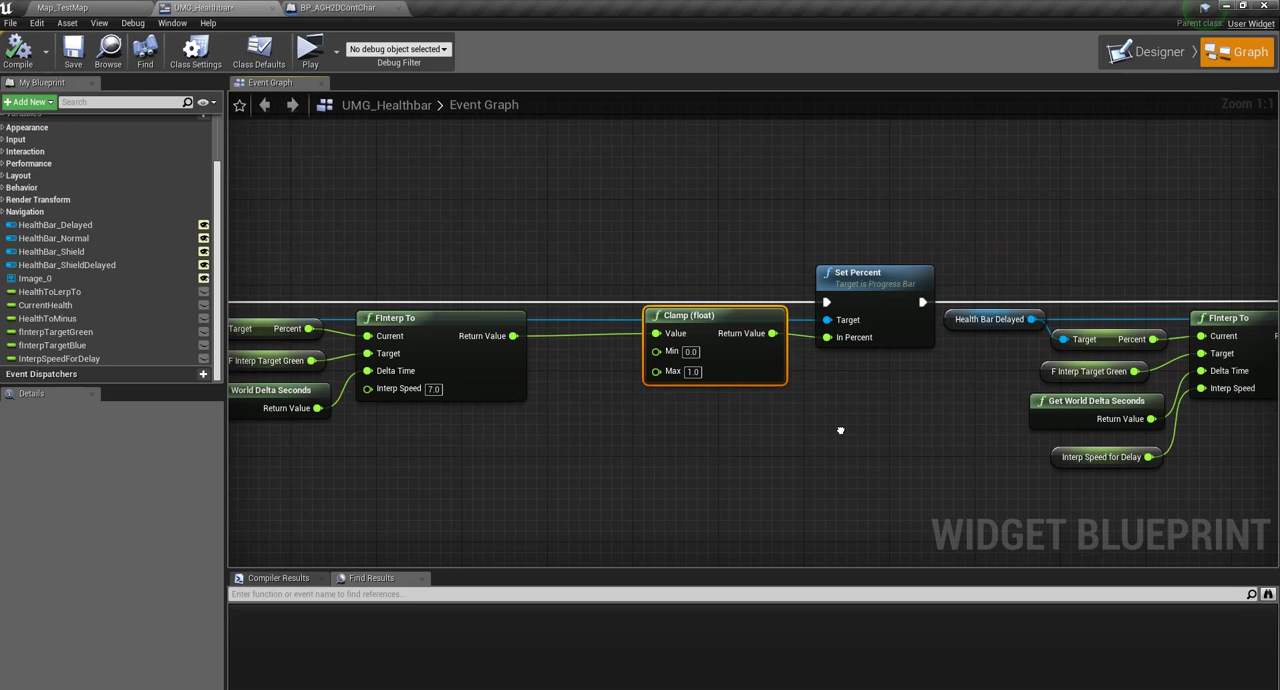 Map_TestMap
UMG_Healthbar*
BP_AGH2DContChar
File Edit Asset View Debug Window Help
Parent class: User Widget
Compile
Save
Browse
Find
Class Settings
Class Defaults
Play
No debug object selected
Debug Filter
Designer
Graph
My Blueprint
Event Graph
Add New
Search
UMG_Healthbar > Event Graph
Zoom 1:1
Variables
Appearance
Input
Interaction
Performance
Layout
Behavior
Render Transform
Navigation
HealthBar_Delayed
HealthBar_Normal
HealthBar_Shield
HealthBar_ShieldDelayed
Image_0
HealthToLerpTo
CurrentHealth
HealthToMinus
fInterpTargetGreen
fInterpTargetBlue
InterpSpeedForDelay
Event Dispatchers
Details
Target Percent
F Interp Target Green
World Delta Seconds
Return Value
FInterp To
Current Return Value
Target
Delta Time
Interp Speed 7.0
Clamp (float)
Value Return Value
Min 0.0
Max 1.0
Set Percent
Target is Progress Bar
Target
In Percent
Health Bar Delayed
Target Percent
F Interp Target Green
Get World Delta Seconds
Return Value
Interp Speed for Delay
FInterp To
Current
Target
Delta Time
Interp Speed
WIDGET BLUEPRINT
Compiler Results
Find Results
Enter function or event name to find references...